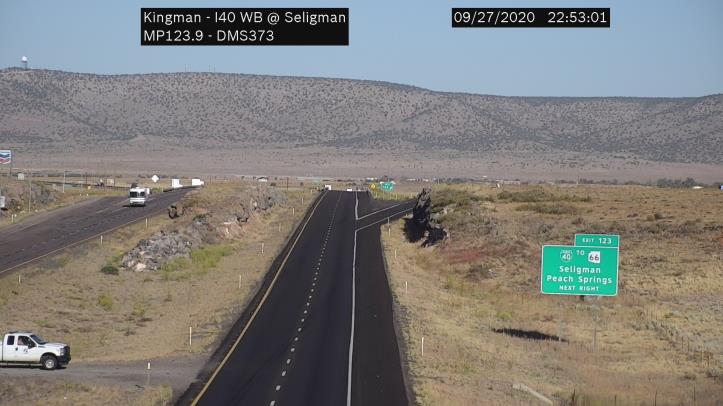 Kingman - I40 WB @ Seligman
MP123.9 - DMS373
09/27/2020 22:53:01
EXIT 123
40 TO 66
Seligman
Peach Springs
NEXT RIGHT